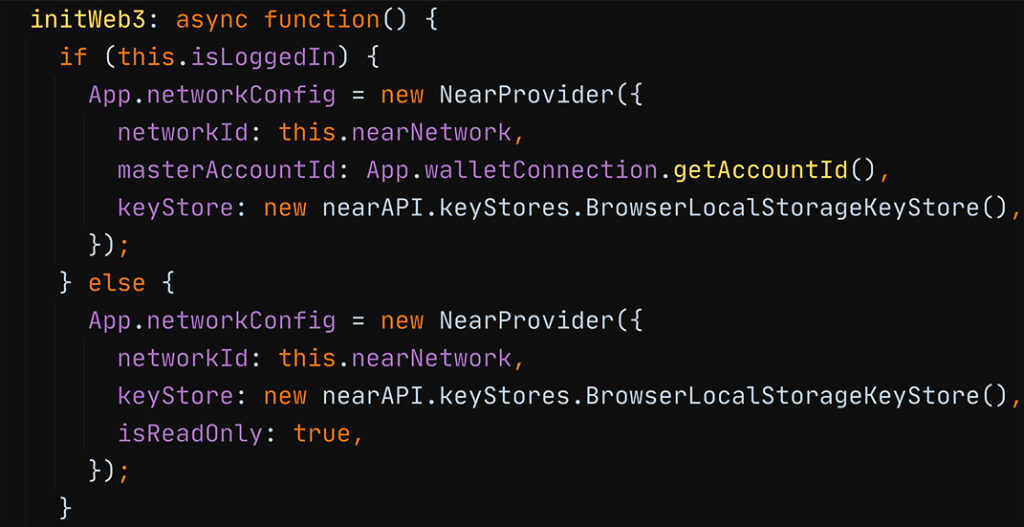 initWeb3: async function() {
  if (this.isLoggedIn) {
    App.networkConfig = new NearProvider({
      networkId: this.nearNetwork,
      masterAccountId: App.walletConnection.getAccountId(),
      keyStore: new nearAPI.keyStores.BrowserLocalStorageKeyStore(),
    });
  } else {
    App.networkConfig = new NearProvider({
      networkId: this.nearNetwork,
      keyStore: new nearAPI.keyStores.BrowserLocalStorageKeyStore(),
      isReadOnly: true,
    });
  }